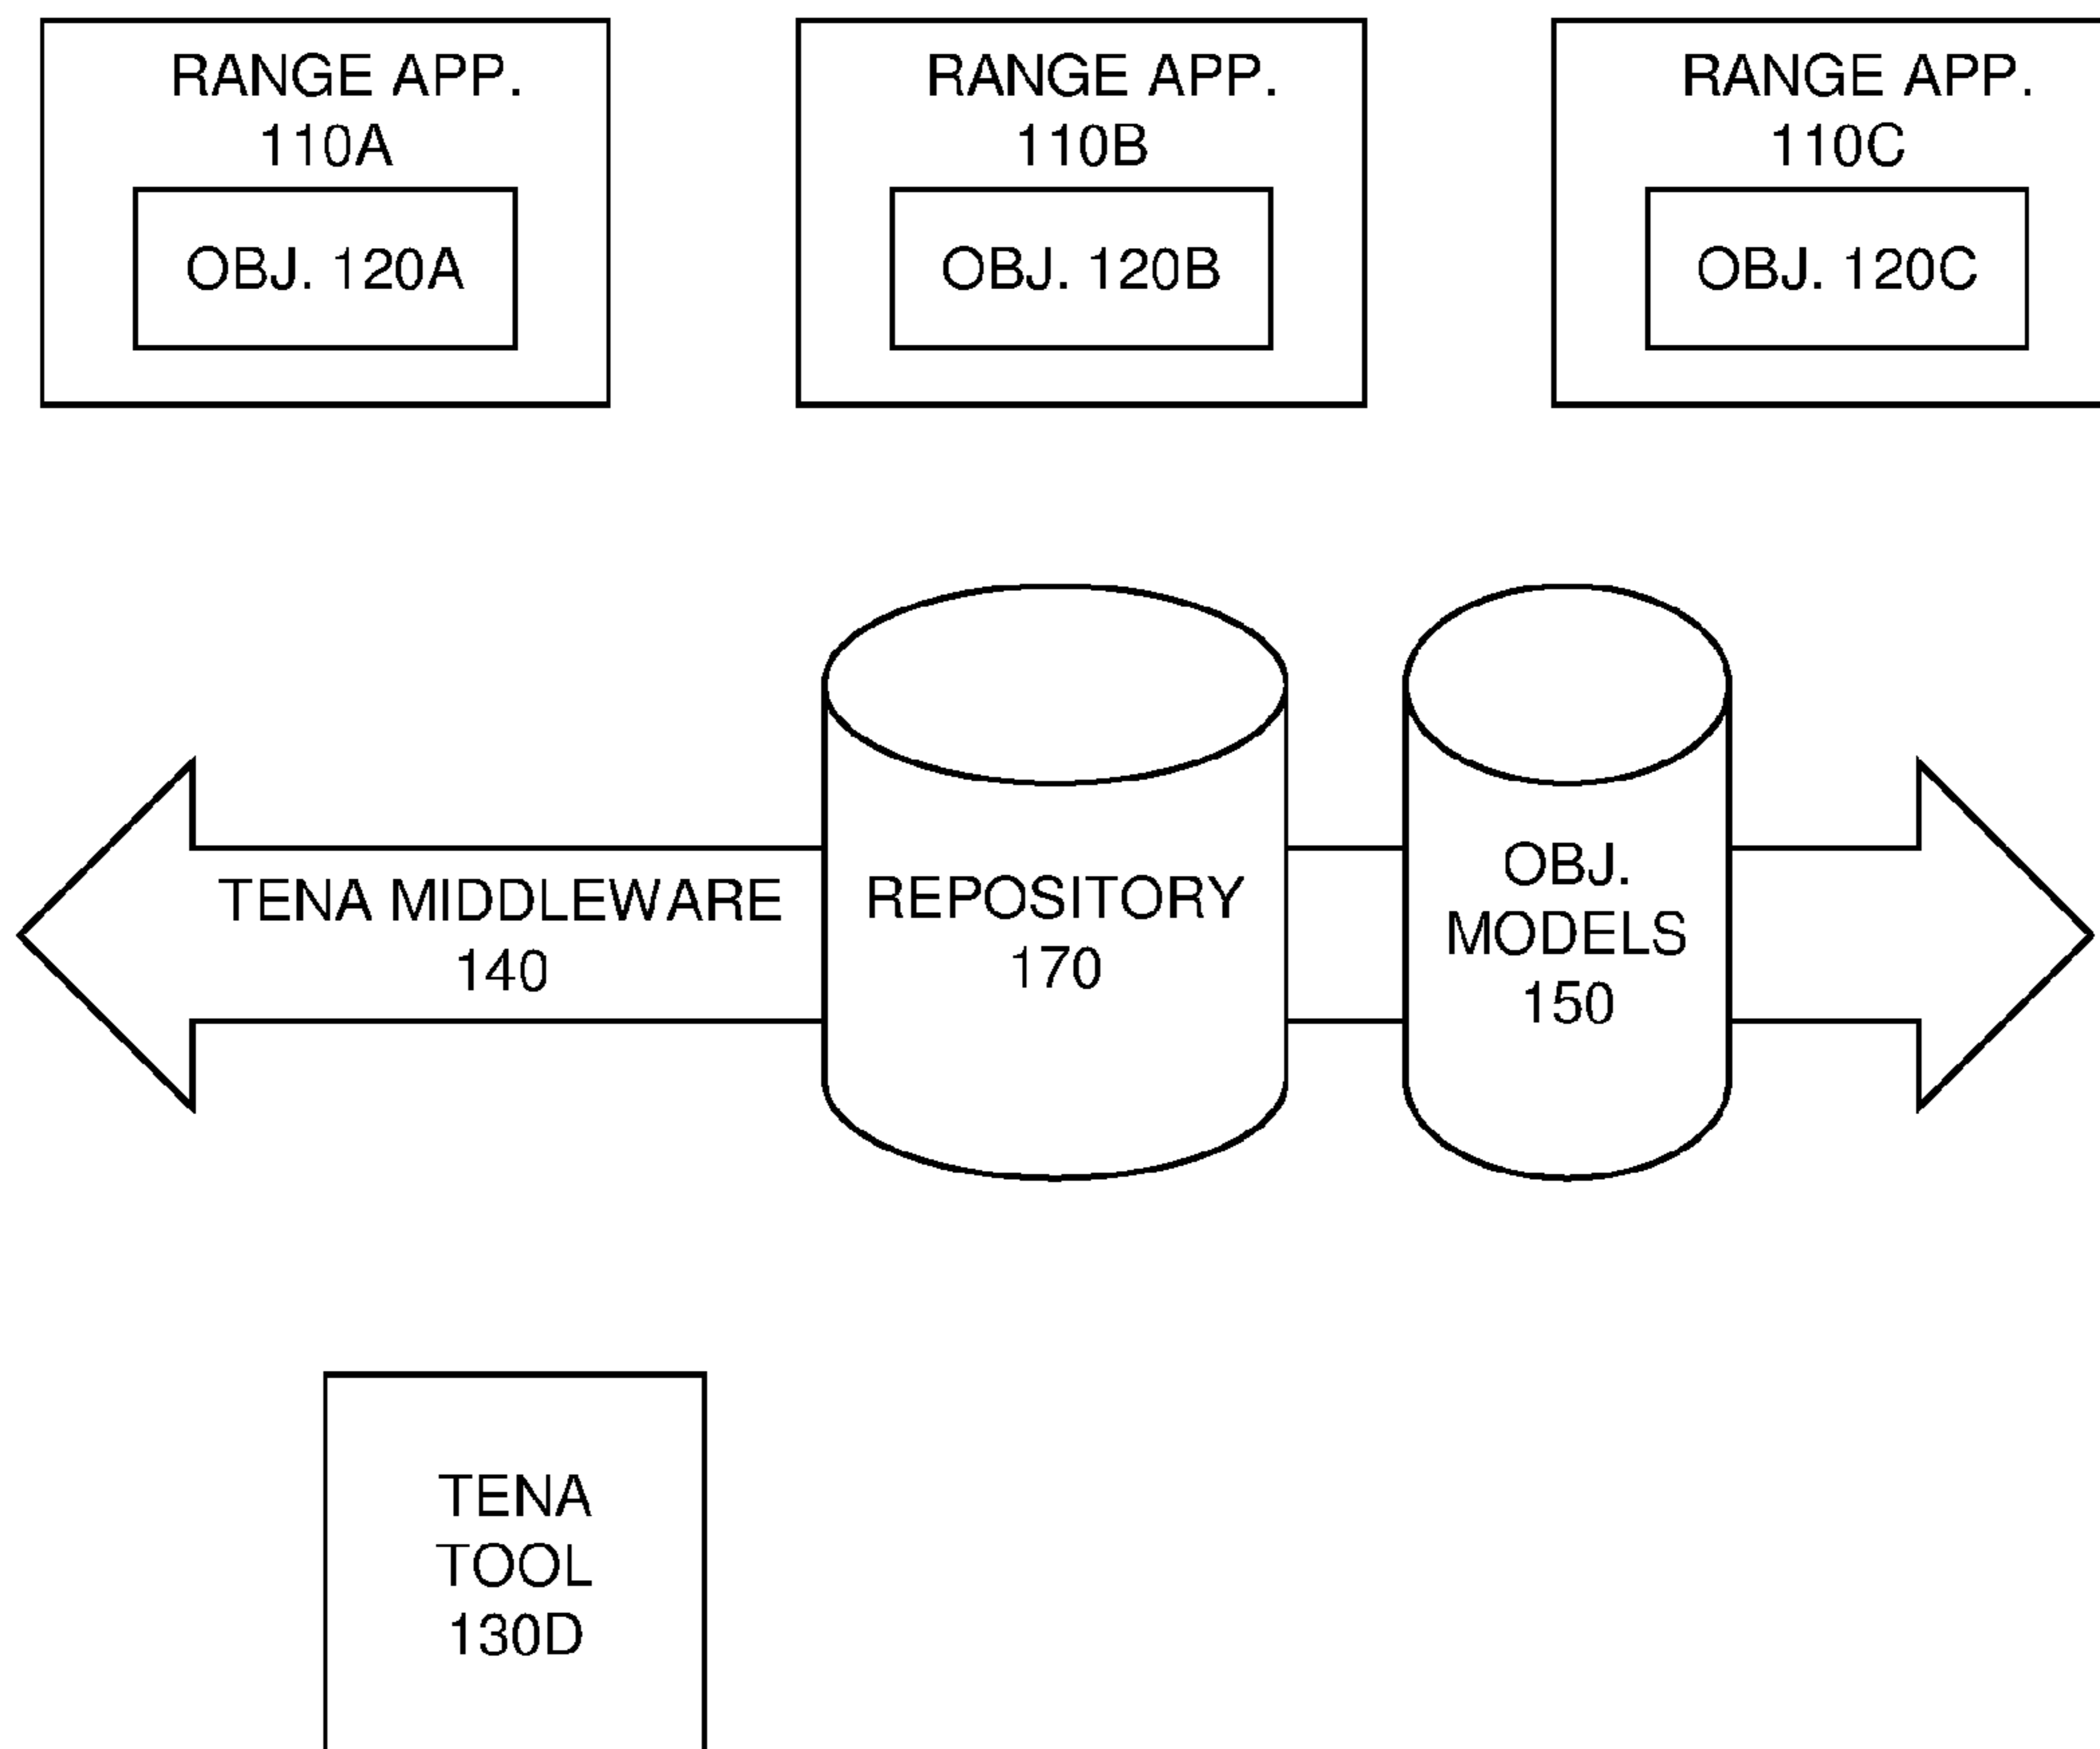 RANGE APP.
110A
OBJ. 120A
RANGE APP.
110B
OBJ. 120B
RANGE APP.
110C
OBJ. 120C
TENA MIDDLEWARE
140
REPOSITORY
170
OBJ.
MODELS
150
TENA
TOOL
130D